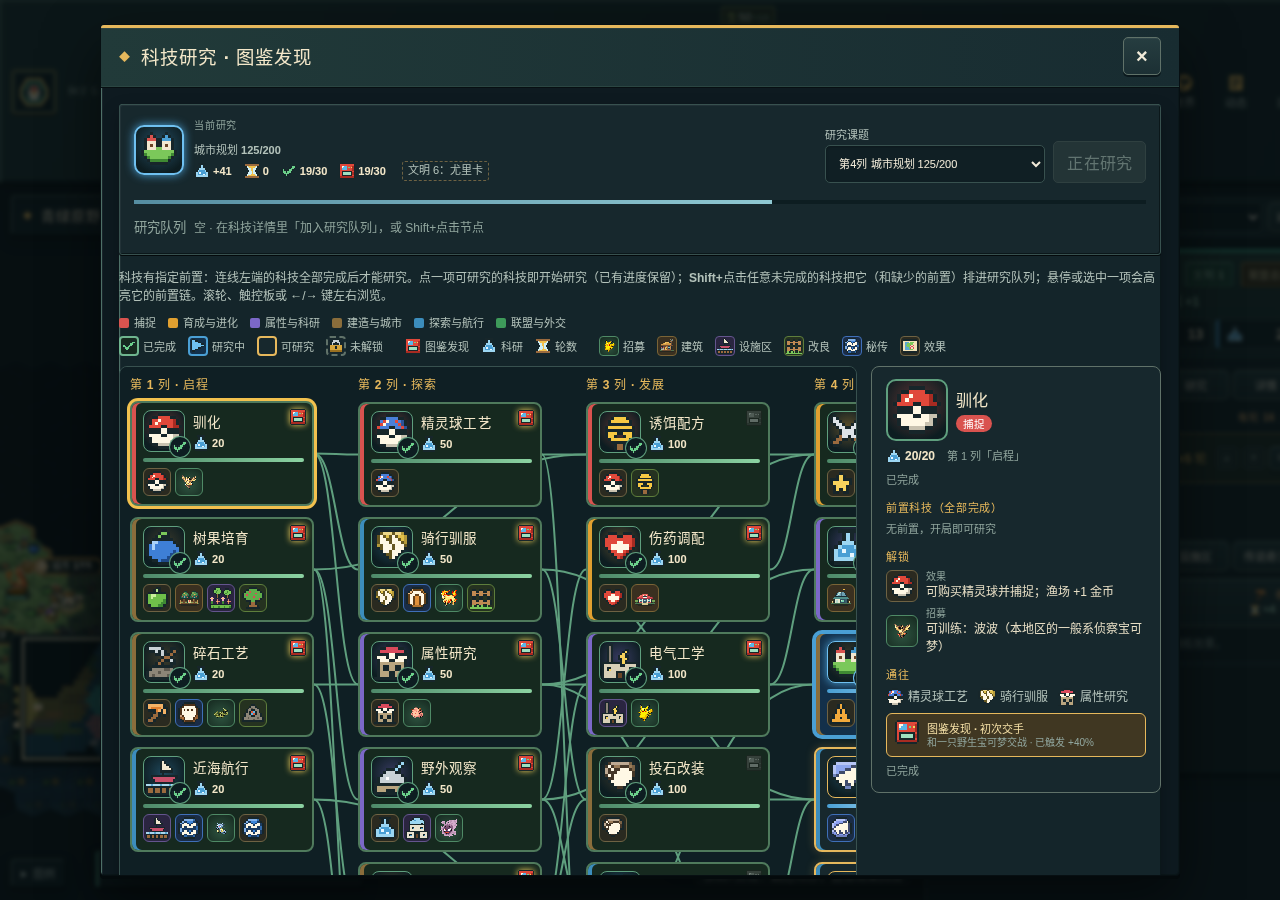 科技研究 · 图鉴发现
×
当前研究
城市规划 125/200
+41 0 19/30 19/30 文明 6：尤里卡
研究课题
第4列 城市规划 125/200
正在研究
研究队列 空 · 在科技详情里「加入研究队列」，或 Shift+点击节点
科技有指定前置：连线左端的科技全部完成后才能研究。点一项可研究的科技即开始研究（已有进度保留）；Shift+点击任意未完成的科技把它（和缺少的前置）排进研究队列；悬停或选中一项会高
亮它的前置链。滚轮、触控板或 ←/→ 键左右浏览。
捕捉 育成与进化 属性与科研 建造与城市 探索与航行 联盟与外交
已完成 研究中 可研究 未解锁 图鉴发现 科研 轮数 招募 建筑 设施区 改良 秘传 效果
第 1 列 · 启程
驯化
20
树果培育
20
碎石工艺
20
近海航行
20
第 2 列 · 探索
精灵球工艺
50
骑行驯服
50
属性研究
50
野外观察
50
第 3 列 · 发展
诱饵配方
100
伤药调配
100
电气工学
100
投石改装
100
第 4 列
驯化
捕捉
20/20 第 1 列「启程」
已完成
前置科技（全部完成）
无前置，开局即可研究
解锁
效果
可购买精灵球并捕捉；渔场 +1 金币
招募
可训练：波波（本地区的一般系侦察宝可
梦）
通往
精灵球工艺 骑行驯服 属性研究
图鉴发现 · 初次交手
和一只野生宝可梦交战 · 已触发 +40%
已完成